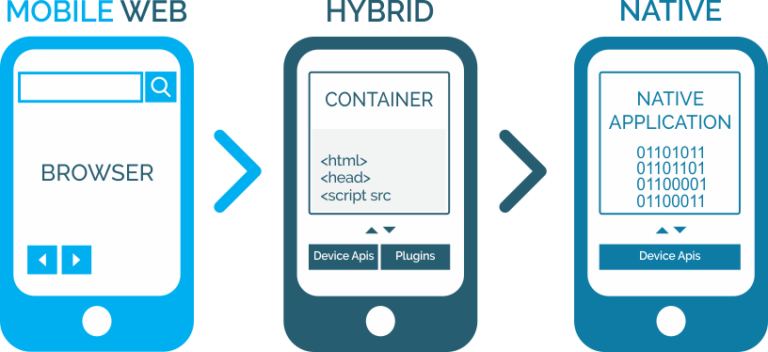 MOBILE WEB
BROWSER
HYBRID
CONTAINER
<html>
<head>
<script src
Device Apis
Plugins
NATIVE
NATIVE
APPLICATION
01101011
01101101
01100001
01100011
Device Apis